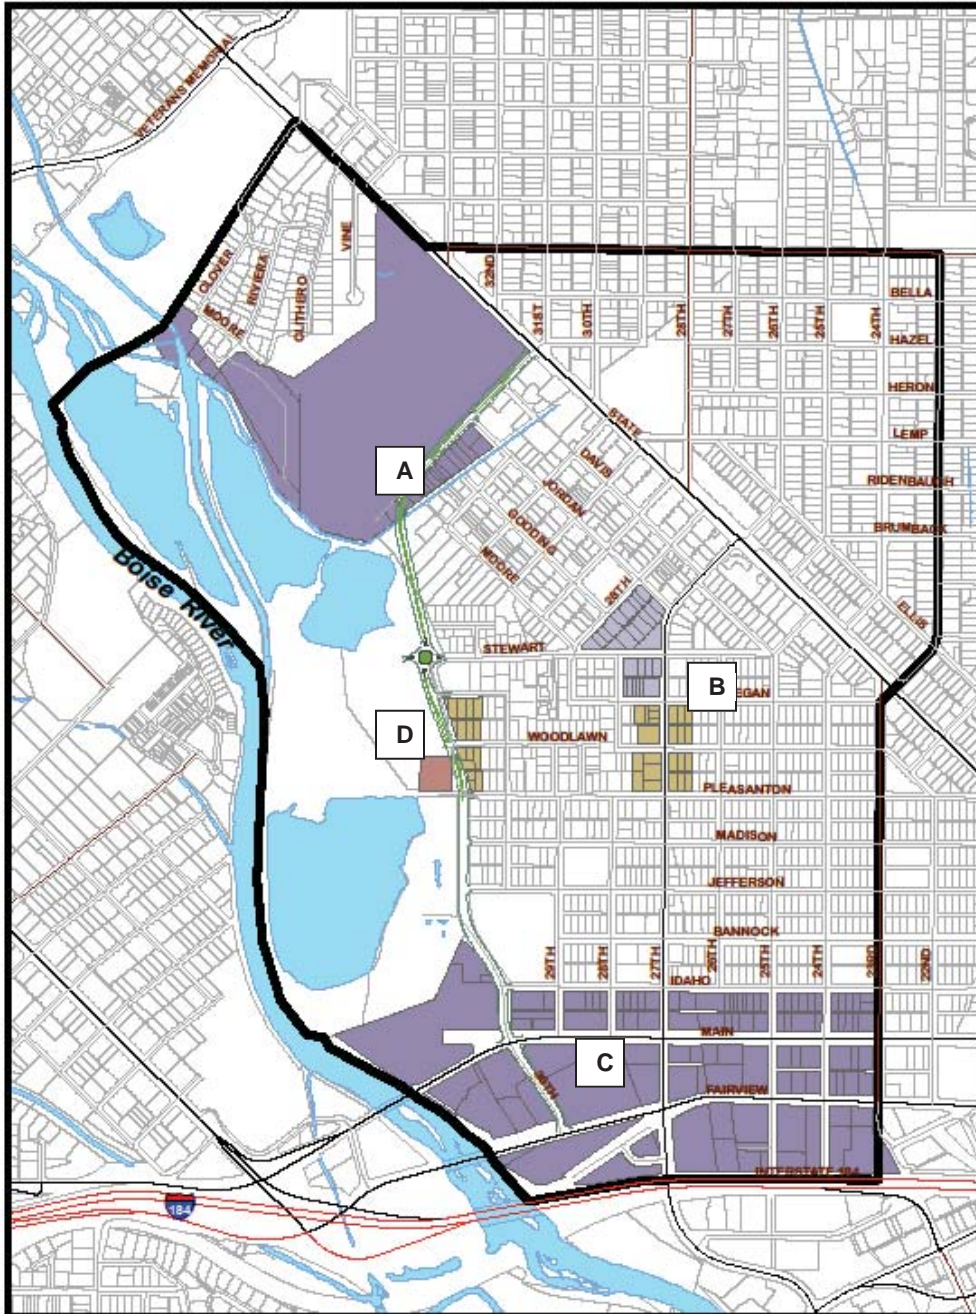 VETERANS MEMORIAL
CLOVER
RIVIERA
CLITHERO
VINE
MOORE
32ND
31ST
30TH
28TH
27TH
26TH
25TH
24TH
BELLA
HAZEL
HERON
LEMP
RIDENBAUGH
BRUMBACK
ELLIS
STATE
DAVIS
JORDAN
GOODING
MOORE
28TH
A
Boise River
STEWART
B
EGAN
D
WOODLAWN
PLEASANTON
MADISON
JEFFERSON
BANNOCK
29TH
28TH
27TH
26TH
25TH
24TH
23RD
22ND
IDAHO
MAIN
C
FAIRVIEW
INTERSTATE 184
184